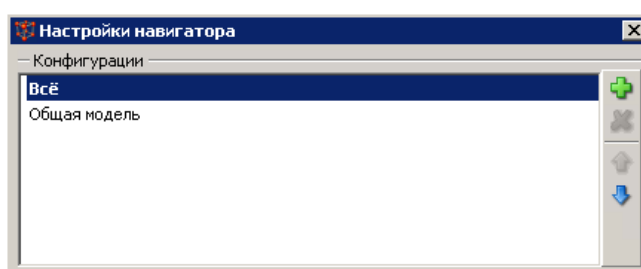 Настройки навигатора
Конфигурации
Всё
Общая модель